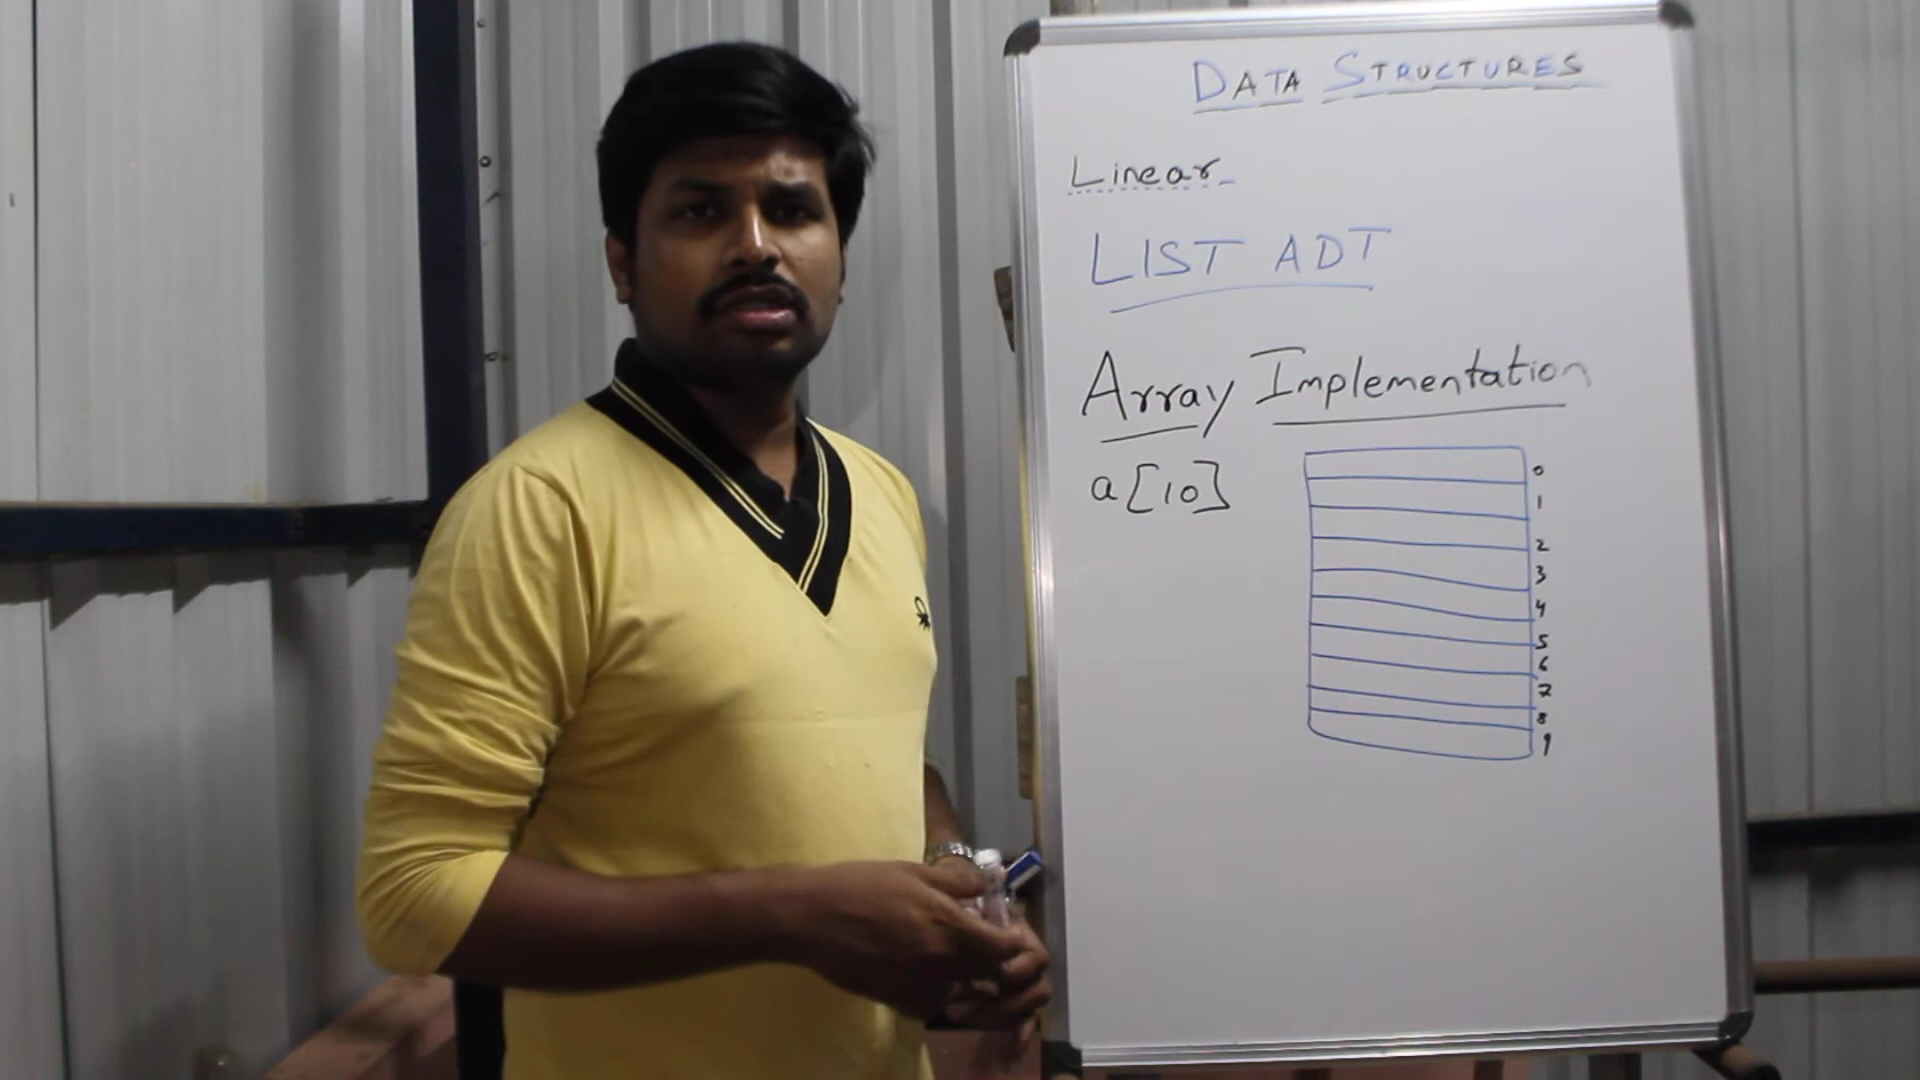 DATA STRUCTURES
Linear
LIST ADT
Array Implementation
a[10]
0
1
2
3
4
5
6
7
8
9